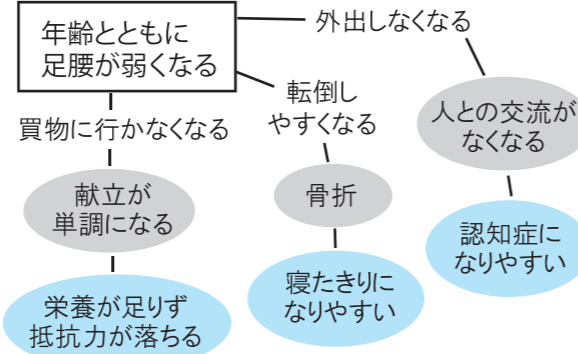 年齢とともに
足腰が弱くなる
外出しなくなる
買物に行かなくなる
転倒し
やすくなる
人との交流が
なくなる
献立が
単調になる
骨折
認知症に
なりやすい
栄養が足りず
抵抗力が落ちる
寝たきりに
なりやすい